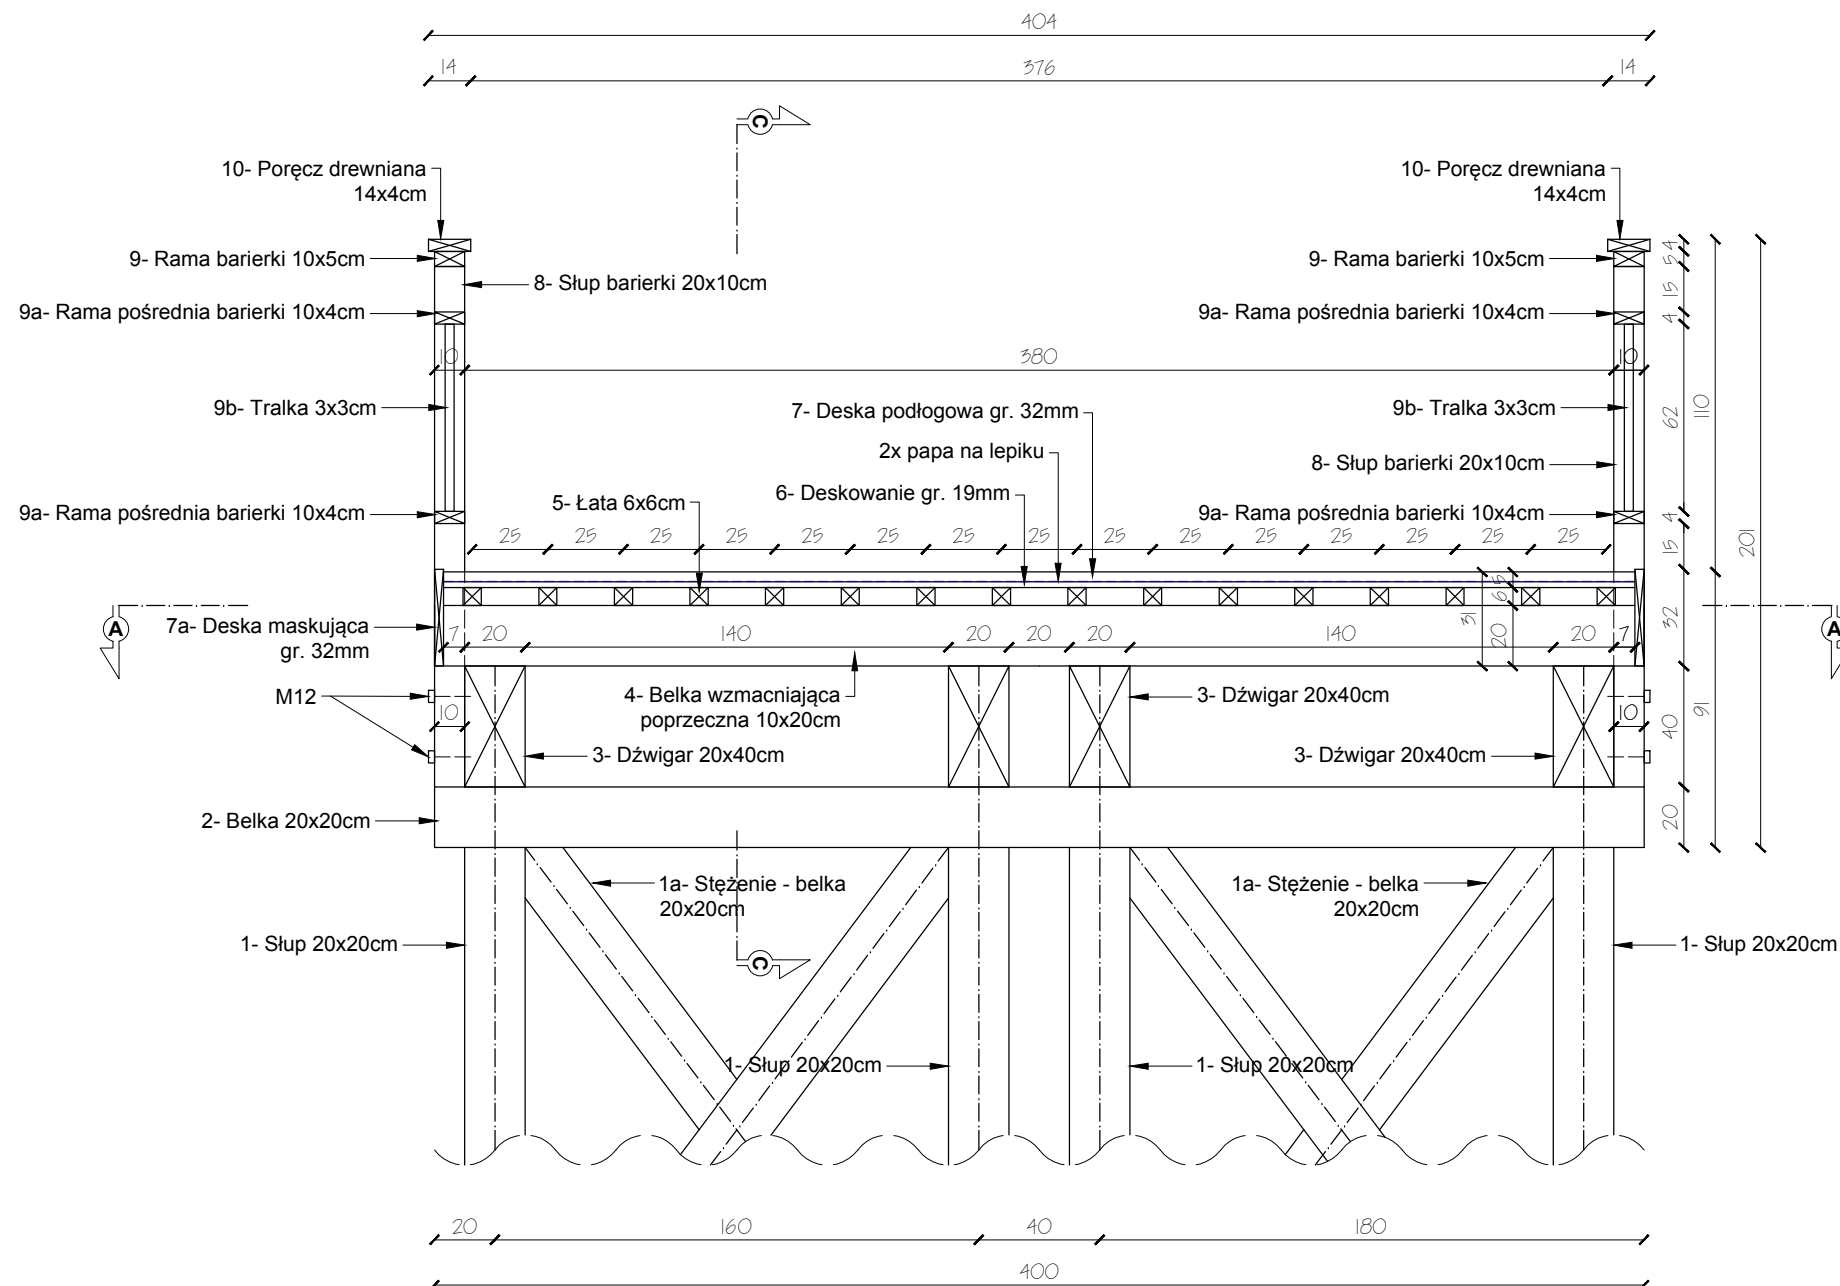 404
14
376
14
C
10- Poręcz drewniana
14x4cm
10- Poręcz drewniana
14x4cm
9- Rama barierki 10x5cm
8- Słup barierki 20x10cm
9- Rama barierki 10x5cm
4
5
15
4
9a- Rama pośrednia barierki 10x4cm
9a- Rama pośrednia barierki 10x4cm
10
380
10
9b- Tralka 3x3cm
7- Deska podłogowa gr. 32mm
9b- Tralka 3x3cm
62
110
2x papa na lepiku
8- Słup barierki 20x10cm
6- Deskowanie gr. 19mm
5- Łata 6x6cm
9a- Rama pośrednia barierki 10x4cm
9a- Rama pośrednia barierki 10x4cm
4
25 25 25 25 25 25 25 25 25 25 25 25 25 25 25
15
201
5
6
31
20
32
A
A
7a- Deska maskująca
gr. 32mm
7 20 140 20 20 20 140 20 7
M12
4- Belka wzmacniająca
poprzeczna 10x20cm
3- Dźwigar 20x40cm
10
10
40
91
3- Dźwigar 20x40cm
3- Dźwigar 20x40cm
2- Belka 20x20cm
20
1a- Stężenie - belka
20x20cm
1a- Stężenie - belka
20x20cm
1- Słup 20x20cm
1- Słup 20x20cm
C
1- Słup 20x20cm
1- Słup 20x20cm
20 160 40 180
400